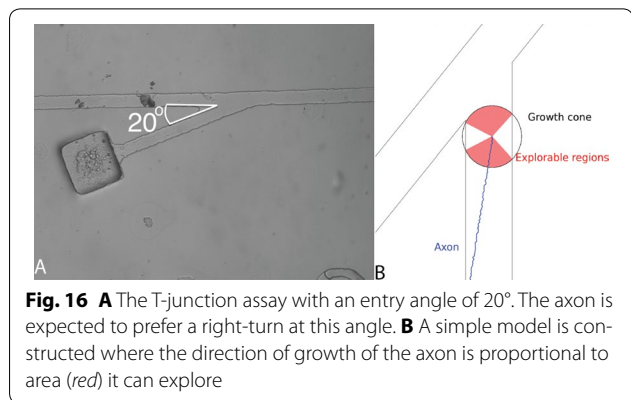 20°
A
Growth cone
Explorable regions
Axon
B
Fig. 16 A The T-junction assay with an entry angle of 20°. The axon is
expected to prefer a right-turn at this angle. B A simple model is con-
structed where the direction of growth of the axon is proportional to
area (red) it can explore